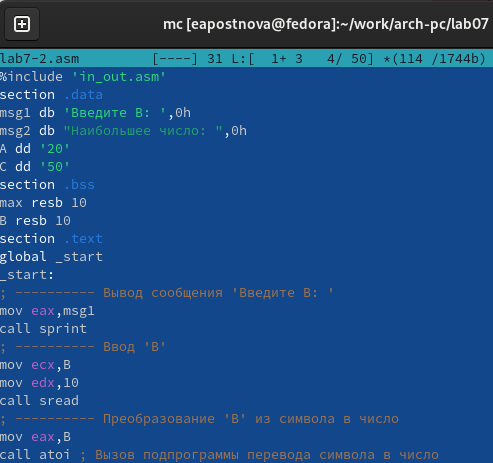 mc [eapostnova@fedora]:~/work/arch-pc/lab07
lab7-2.asm [----] 31 L:[ 1+ 3 4/ 50] *(114 /1744b)
%include 'in_out.asm'
section .data
msg1 db 'Введите B: ',0h
msg2 db "Наибольшее число: ",0h
A dd '20'
C dd '50'
section .bss
max resb 10
B resb 10
section .text
global _start
_start:
; ---------- Вывод сообщения 'Введите B: '
mov eax,msg1
call sprint
; ---------- Ввод 'B'
mov ecx,B
mov edx,10
call sread
; ---------- Преобразование 'B' из символа в число
mov eax,B
call atoi ; Вызов подпрограммы перевода символа в число